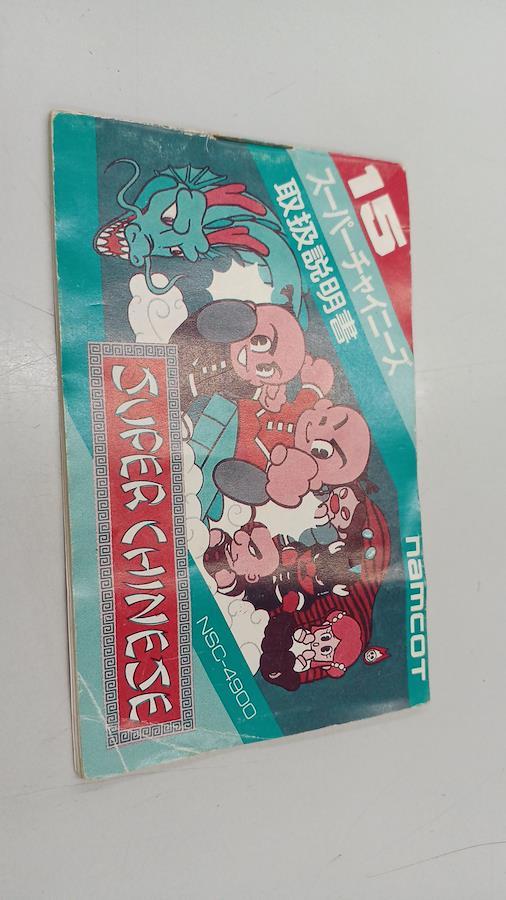 15
スーパーチャイニーズ
取扱説明書
namcot
SUPER CHINESE
NSC-4900